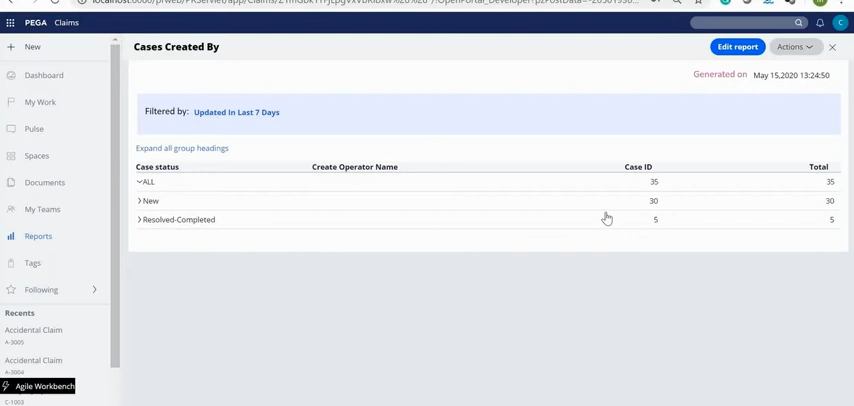 PEGA Claims
C
New
Cases Created By
Edit report
Actions
Dashboard
Generated on May 15,2020 13:24:50
My Work
Filtered by: Updated In Last 7 Days
Pulse
Expand all group headings
Spaces
Case status Create Operator Name Case ID Total
Documents
ALL 35 35
My Teams
New 30 30
Resolved-Completed 5 5
Reports
Tags
Following
Recents
Accidental Claim
A-3005
Accidental Claim
A-3004
Agile Workbench
C-1003